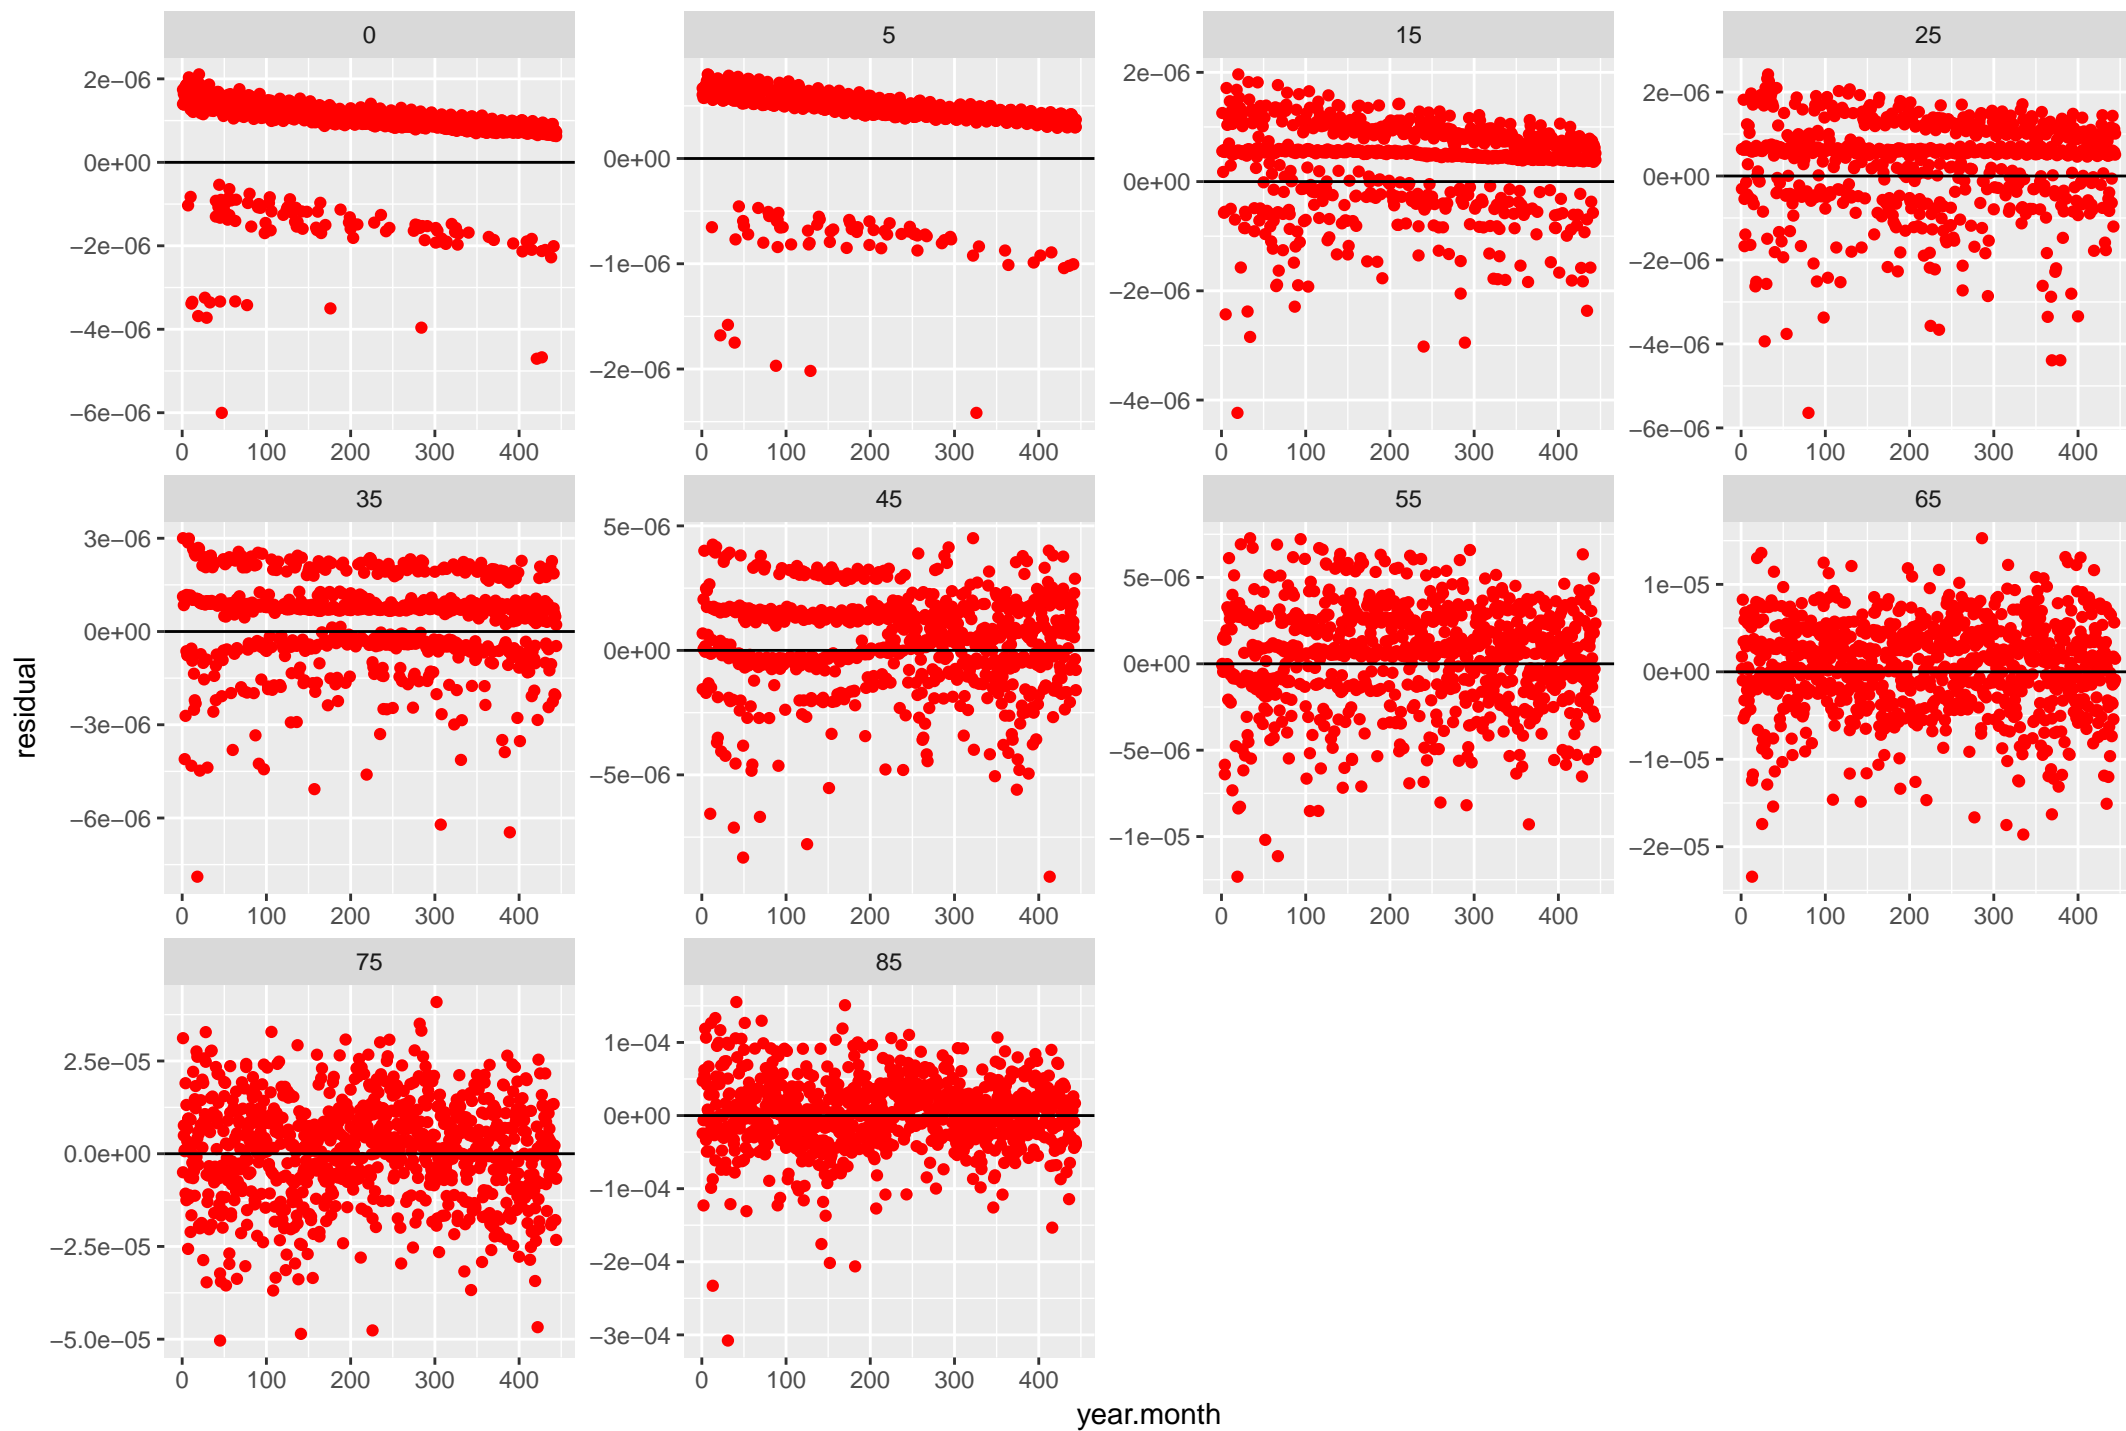 0 5 15 25
2e−06 0e+00 −2e−06 −4e−06 −6e−06
0e+00 −1e−06 −2e−06
2e−06 0e+00 −2e−06 −4e−06
2e−06 0e+00 −2e−06 −4e−06 −6e−06
0 100 200 300 400 0 100 200 300 400 0 100 200 300 400 0 100 200 300 400
35 45 55 65
3e−06 0e+00 −3e−06 −6e−06
5e−06 0e+00 −5e−06
5e−06 0e+00 −5e−06 −1e−05
1e−05 0e+00 −1e−05 −2e−05
0 100 200 300 400 0 100 200 300 400 0 100 200 300 400 0 100 200 300 400
residual
75 85
2.5e−05 0.0e+00 −2.5e−05 −5.0e−05
1e−04 0e+00 −1e−04 −2e−04 −3e−04
0 100 200 300 400 0 100 200 300 400
year.month